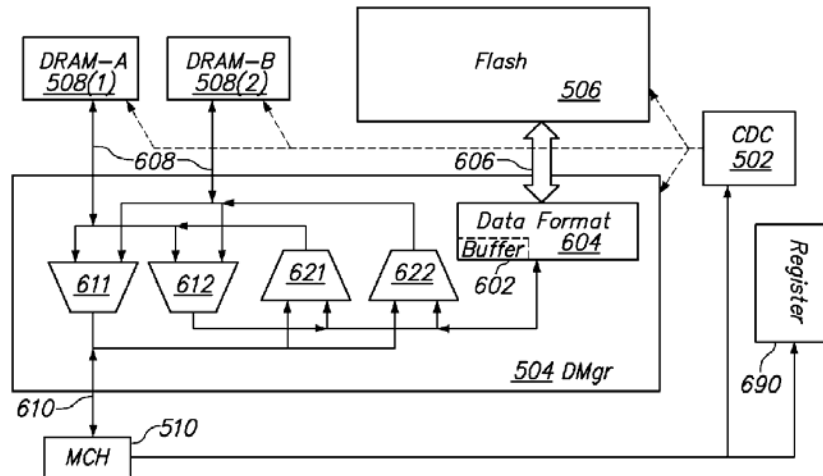 DRAM-A
508(1)
DRAM-B
508(2)
Flash
506
CDC
502
608
606
Data Format
604
Buffer
602
611
612
621
622
Register
690
504 DMgr
610
510
MCH